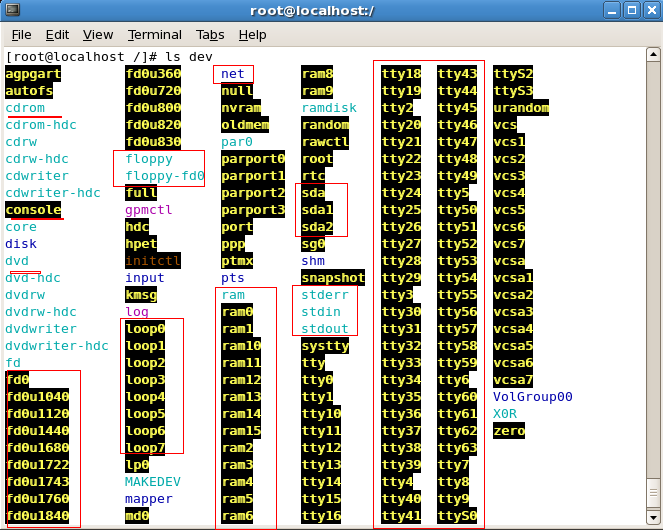 root@localhost:/
File Edit View Terminal Tabs Help
[root@localhost /]# ls dev
agpgart fd0u360 net ram8 tty18 tty43 ttyS2
autofs fd0u720 null ram9 tty19 tty44 ttyS3
cdrom fd0u800 nvram ramdisk tty2 tty45 urandom
cdrom-hdc fd0u820 oldmem random tty20 tty46 vcs
cdrw fd0u830 par0 rawctl tty21 tty47 vcs1
cdrw-hdc floppy parport0 root tty22 tty48 vcs2
cdwriter floppy-fd0 parport1 rtc tty23 tty49 vcs3
cdwriter-hdc full parport2 sda tty24 tty5 vcs4
console gpmctl parport3 sda1 tty25 tty50 vcs5
core hdc port sda2 tty26 tty51 vcs6
disk hpet ppp sg0 tty27 tty52 vcs7
dvd initctl ptmx shm tty28 tty53 vcsa
dvd-hdc input pts snapshot tty29 tty54 vcsa1
dvdrw kmsg ram stderr tty3 tty55 vcsa2
dvdrw-hdc log ram0 stdin tty30 tty56 vcsa3
dvdwriter loop0 ram1 stdout tty31 tty57 vcsa4
dvdwriter-hdc loop1 ram10 systty tty32 tty58 vcsa5
fd loop2 ram11 tty tty33 tty59 vcsa6
fd0 loop3 ram12 tty0 tty34 tty6 vcsa7
fd0u1040 loop4 ram13 tty1 tty35 tty60 VolGroup00
fd0u1120 loop5 ram14 tty10 tty36 tty61 X0R
fd0u1440 loop6 ram15 tty11 tty37 tty62 zero
fd0u1680 loop7 ram2 tty12 tty38 tty63
fd0u1722 lp0 ram3 tty13 tty39 tty7
fd0u1743 MAKEDEV ram4 tty14 tty4 tty8
fd0u1760 mapper ram5 tty15 tty40 tty9
fd0u1840 md0 ram6 tty16 tty41 ttyS0